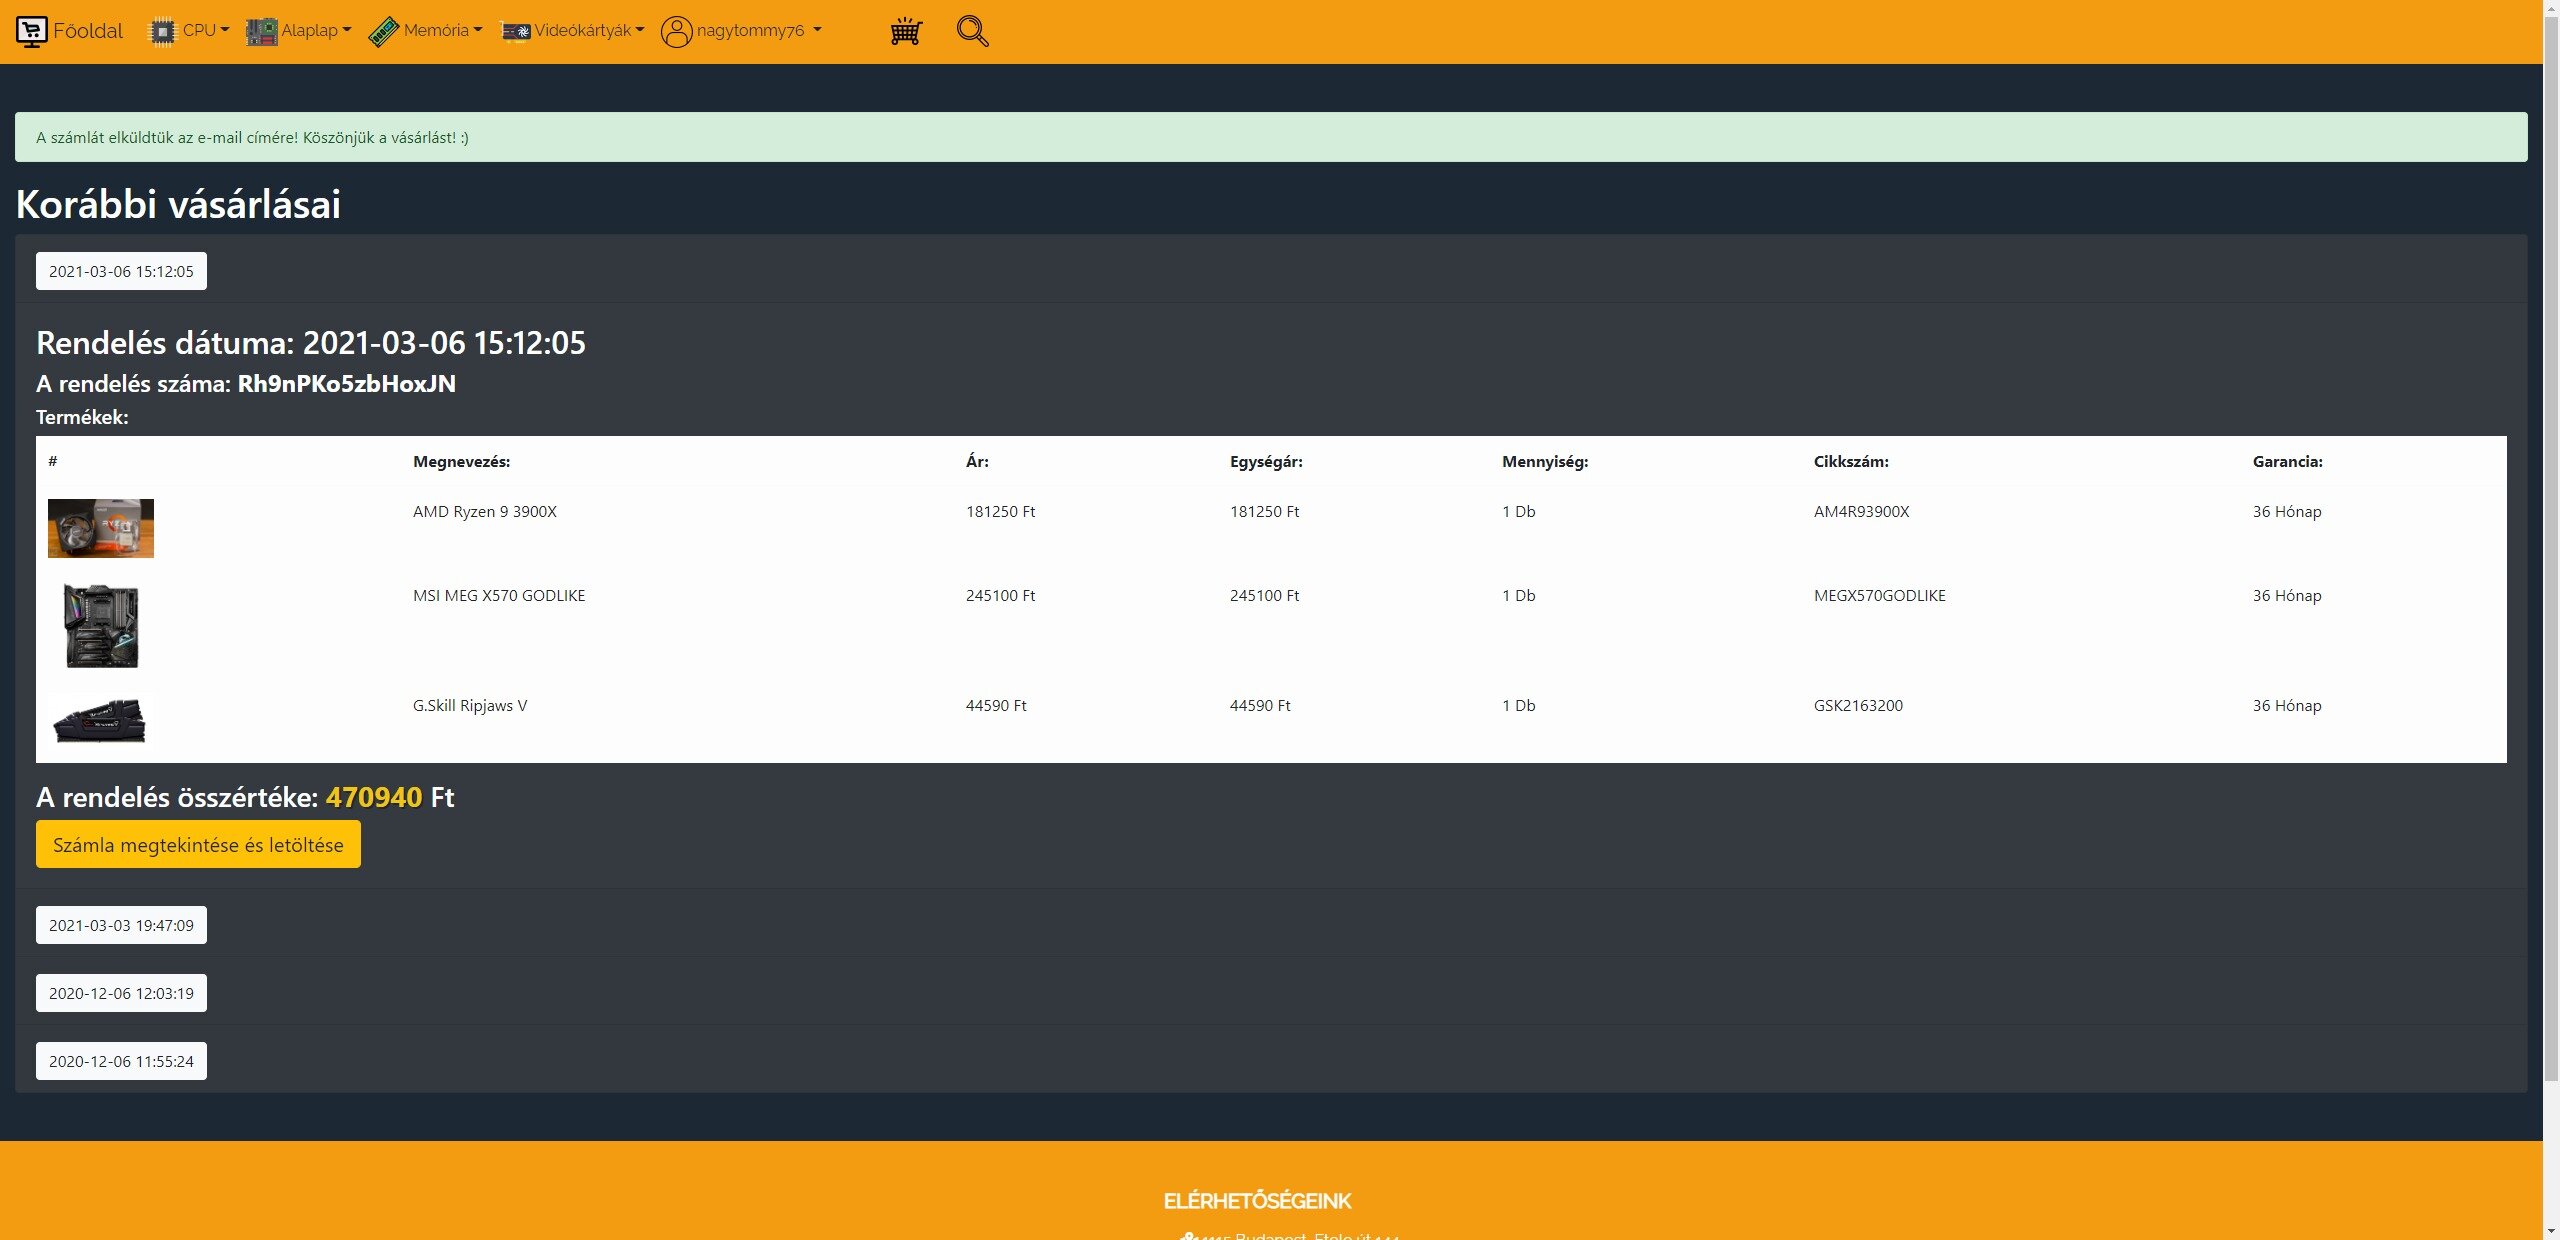 Főoldal CPU Alaplap Memória Videókártyák nagytommy76
A számlát elküldtük az e-mail címére! Köszönjük a vásárlást! :)
Korábbi vásárlásai
2021-03-06 15:12:05
Rendelés dátuma: 2021-03-06 15:12:05
A rendelés száma: Rh9nPKo5zbHoxJN
Termékek:
# Megnevezés: Ár: Egységár: Mennyiség: Cikkszám: Garancia:
AMD Ryzen 9 3900X 181250 Ft 181250 Ft 1 Db AM4R93900X 36 Hónap
MSI MEG X570 GODLIKE 245100 Ft 245100 Ft 1 Db MEGX570GODLIKE 36 Hónap
G.Skill Ripjaws V 44590 Ft 44590 Ft 1 Db GSK2163200 36 Hónap
A rendelés összértéke: 470940 Ft
Számla megtekintése és letöltése
2021-03-03 19:47:09
2020-12-06 12:03:19
2020-12-06 11:55:24
ELÉRHETŐSÉGEINK
Budapest, Etele út